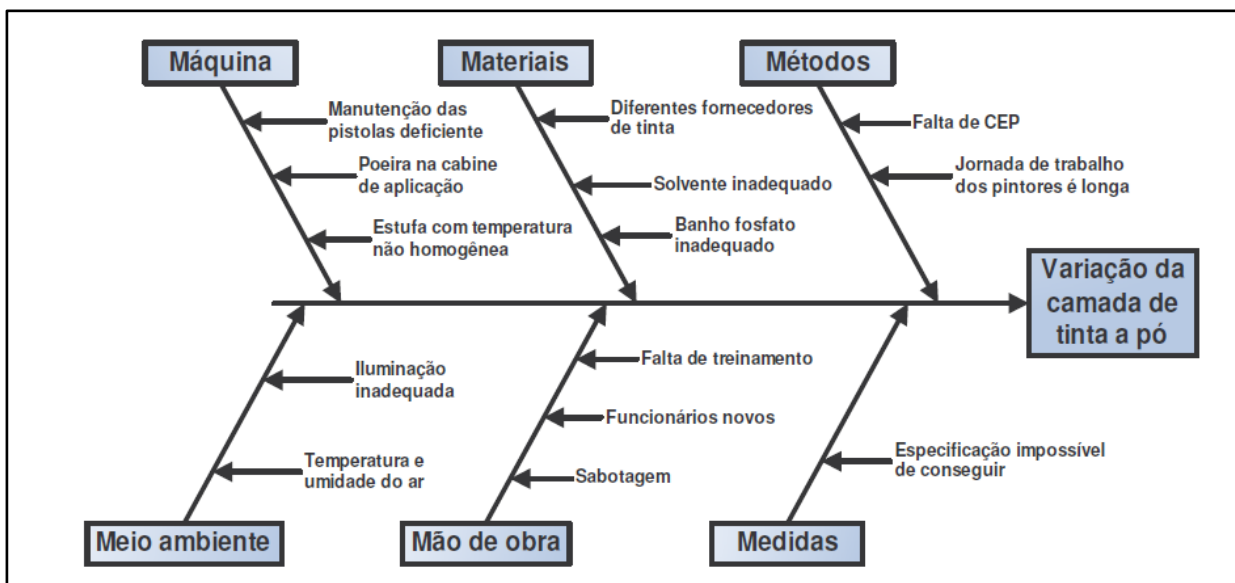 Máquina
Materiais
Métodos
Manutenção das
pistolas deficiente
Poeira na cabine
de aplicação
Estufa com temperatura
não homogênea
Diferentes fornecedores
de tinta
Solvente inadequado
Banho fosfato
inadequado
Falta de CEP
Jornada de trabalho
dos pintores é longa
Variação da
camada de
tinta a pó
Iluminação
inadequada
Temperatura e
umidade do ar
Falta de treinamento
Funcionários novos
Sabotagem
Especificação impossível
de conseguir
Meio ambiente
Mão de obra
Medidas